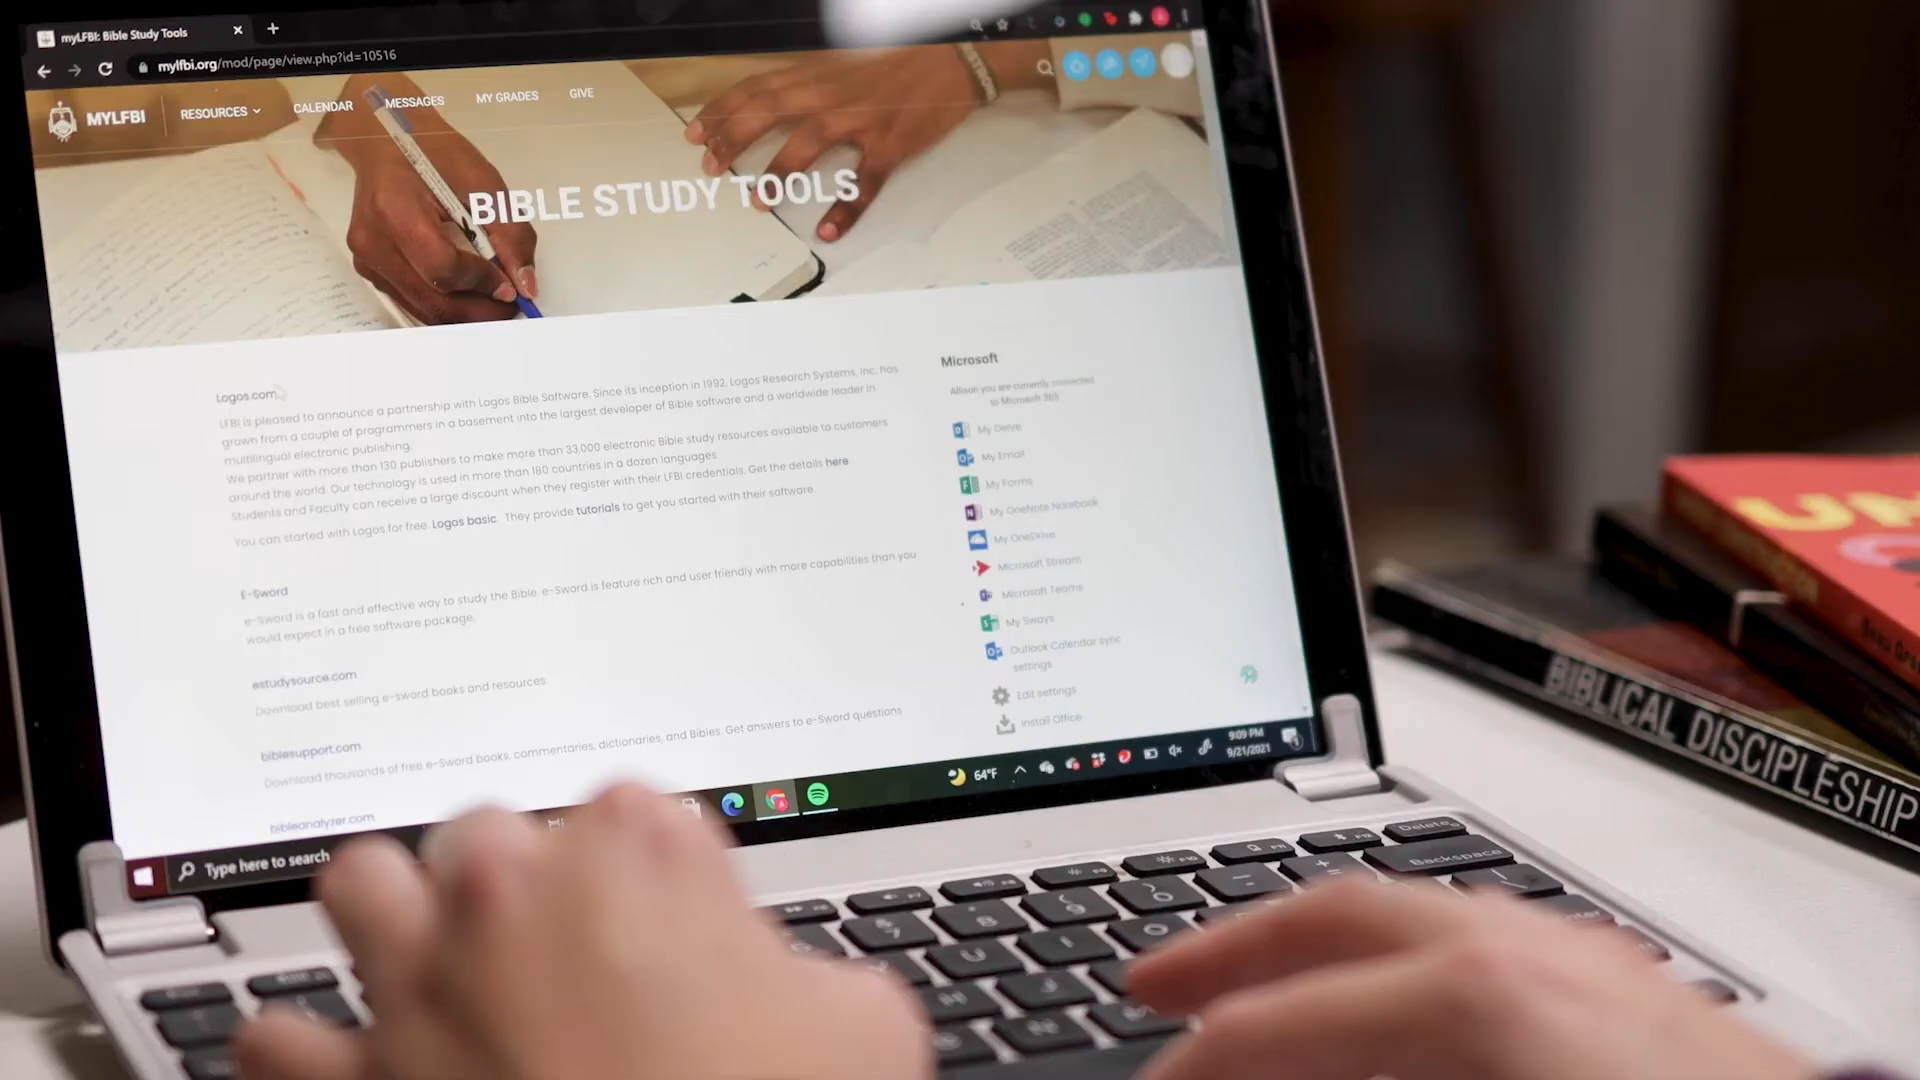 myLFBI: Bible Study Tools
mylfbi.org/mod/page/view.php?id=10516
MYLFBI
RESOURCES
CALENDAR
MESSAGES
MY GRADES
GIVE
STRONG
BIBLE STUDY TOOLS
Logos.com
LFBI is pleased to announce a partnership with Logos Bible Software. Since its inception in 1992, Logos Research Systems, Inc. has
grown from a couple of programmers in a basement into the largest developer of Bible software and a worldwide leader in
multilingual electronic publishing.
We partner with more than 130 publishers to make more than 33,000 electronic Bible study resources available to customers
around the world. Our technology is used in more than 180 countries in a dozen languages
Students and Faculty can receive a large discount when they register with their LFBI credentials. Get the details here
You can started with Logos for free. Logos basic. They provide tutorials to get you started with their software.
E-Sword
e-Sword is a fast and effective way to study the Bible. e-Sword is feature rich and user friendly with more capabilities than you
would expect in a free software package.
estudysource.com
Download best selling e-sword books and resources
biblesupport.com
Download thousands of free e-Sword books, commentaries, dictionaries, and Bibles. Get answers to e-Sword questions
bibleanalyzer.com
Microsoft
Allison you are currently connected
to Microsoft 365
My Delve
My Email
My Forms
My OneNote Notebook
My OneDrive
Microsoft Stream
Microsoft Teams
My Sways
Outlook Calendar sync
settings
Edit settings
Install Office
Type here to search
64°F
9:09 PM
9/21/2021
Delete
Backspace
BIBLICAL DISCIPLESHIP